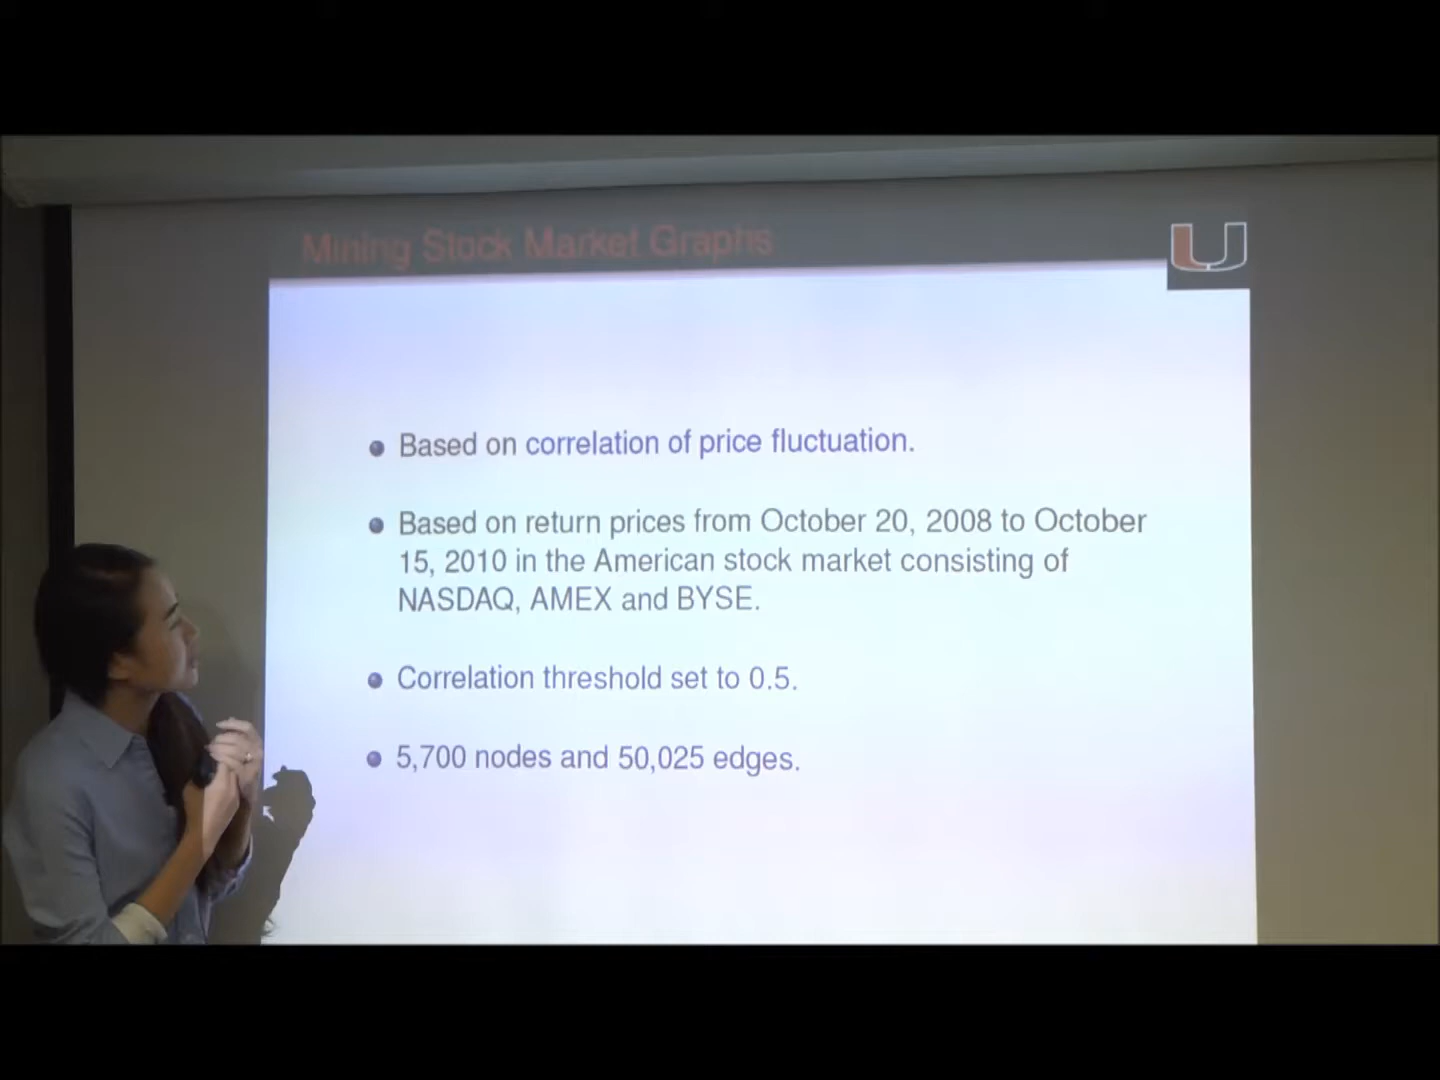 Mining Stock Market Graphs
U
Based on correlation of price fluctuation.
Based on return prices from October 20, 2008 to October
15, 2010 in the American stock market consisting of
NASDAQ, AMEX and BYSE.
Correlation threshold set to 0.5.
5,700 nodes and 50,025 edges.